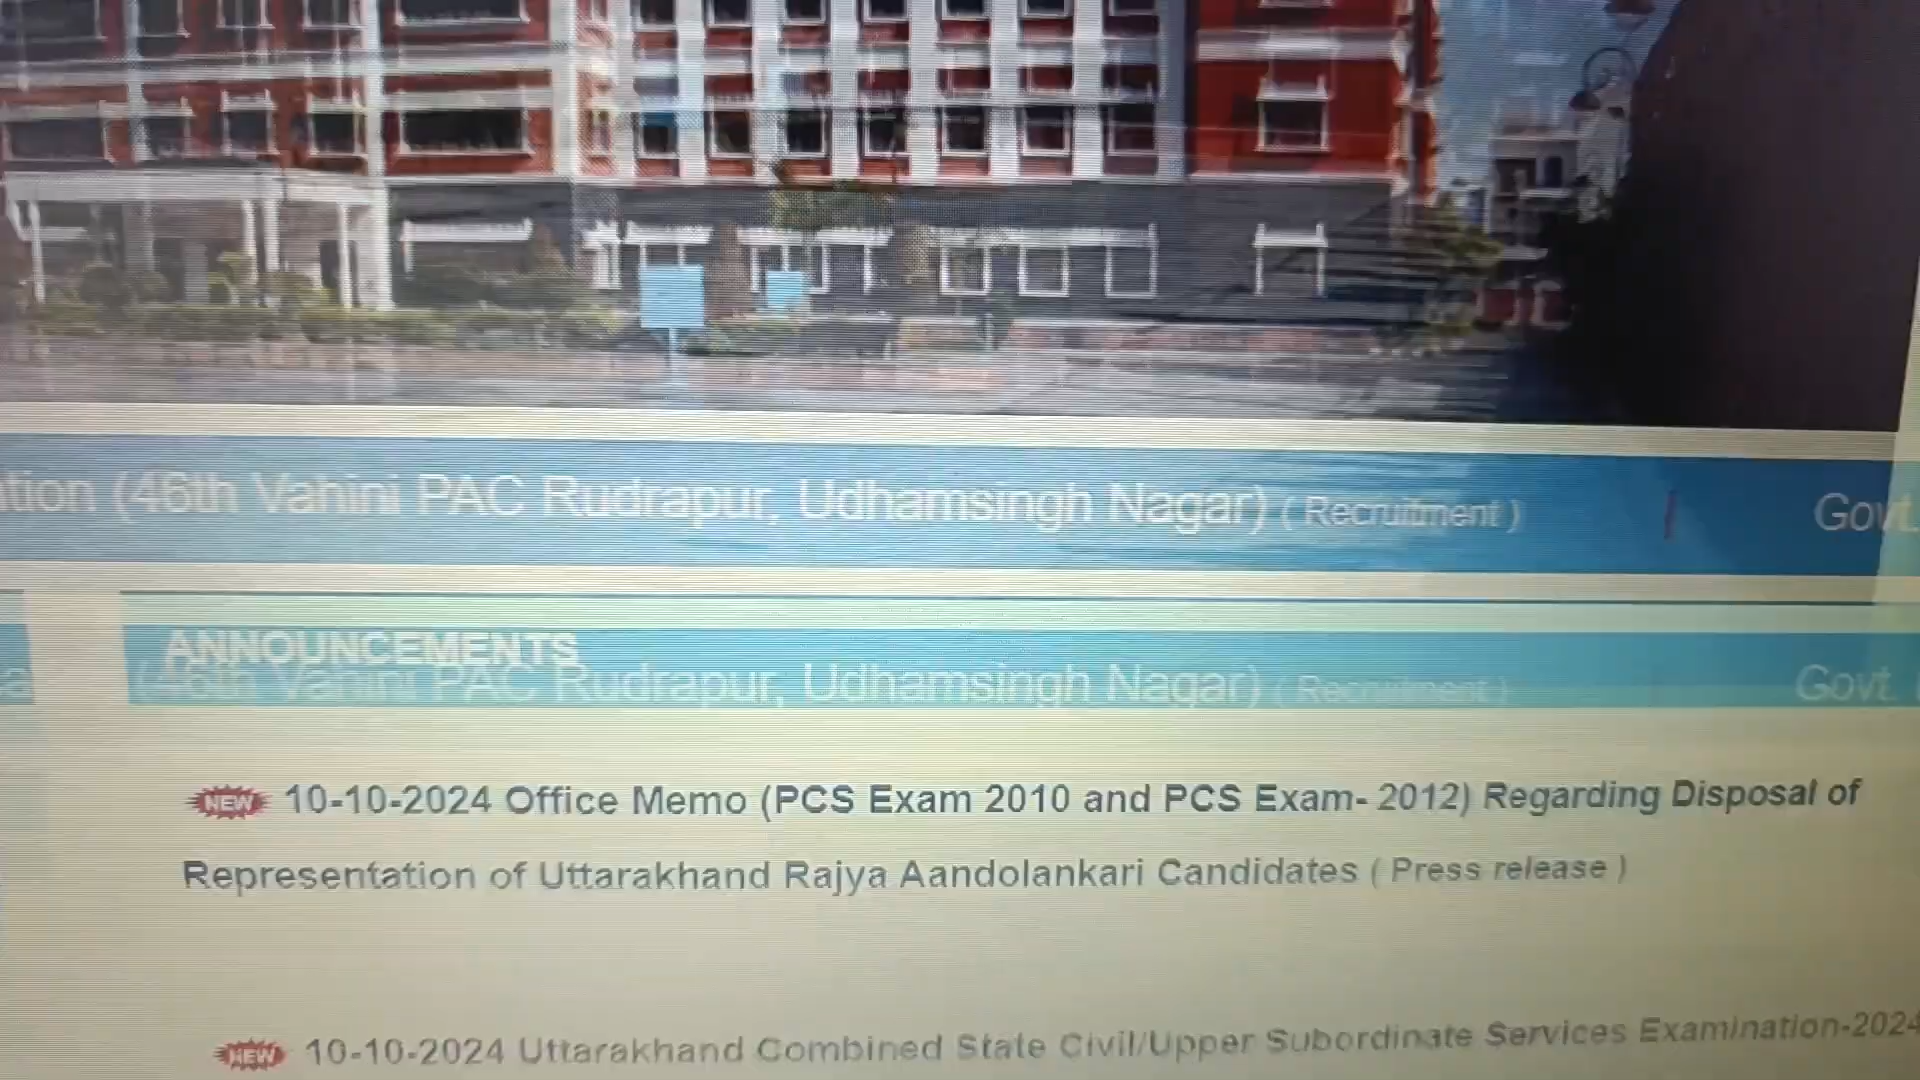 (46th Vahini PAC Rudrapur, Udhamsingh Nagar) ( Recruitment ) | Govt.
ANNOUNCEMENTS
(46th Vahini PAC Rudrapur, Udhamsingh Nagar) ( Recruitment ) Govt.
NEW 10-10-2024 Office Memo (PCS Exam 2010 and PCS Exam- 2012) Regarding Disposal of
Representation of Uttarakhand Rajya Aandolankari Candidates ( Press release )
NEW 10-10-2024 Uttarakhand Combined State Civil/Upper Subordinate Services Examination-2024